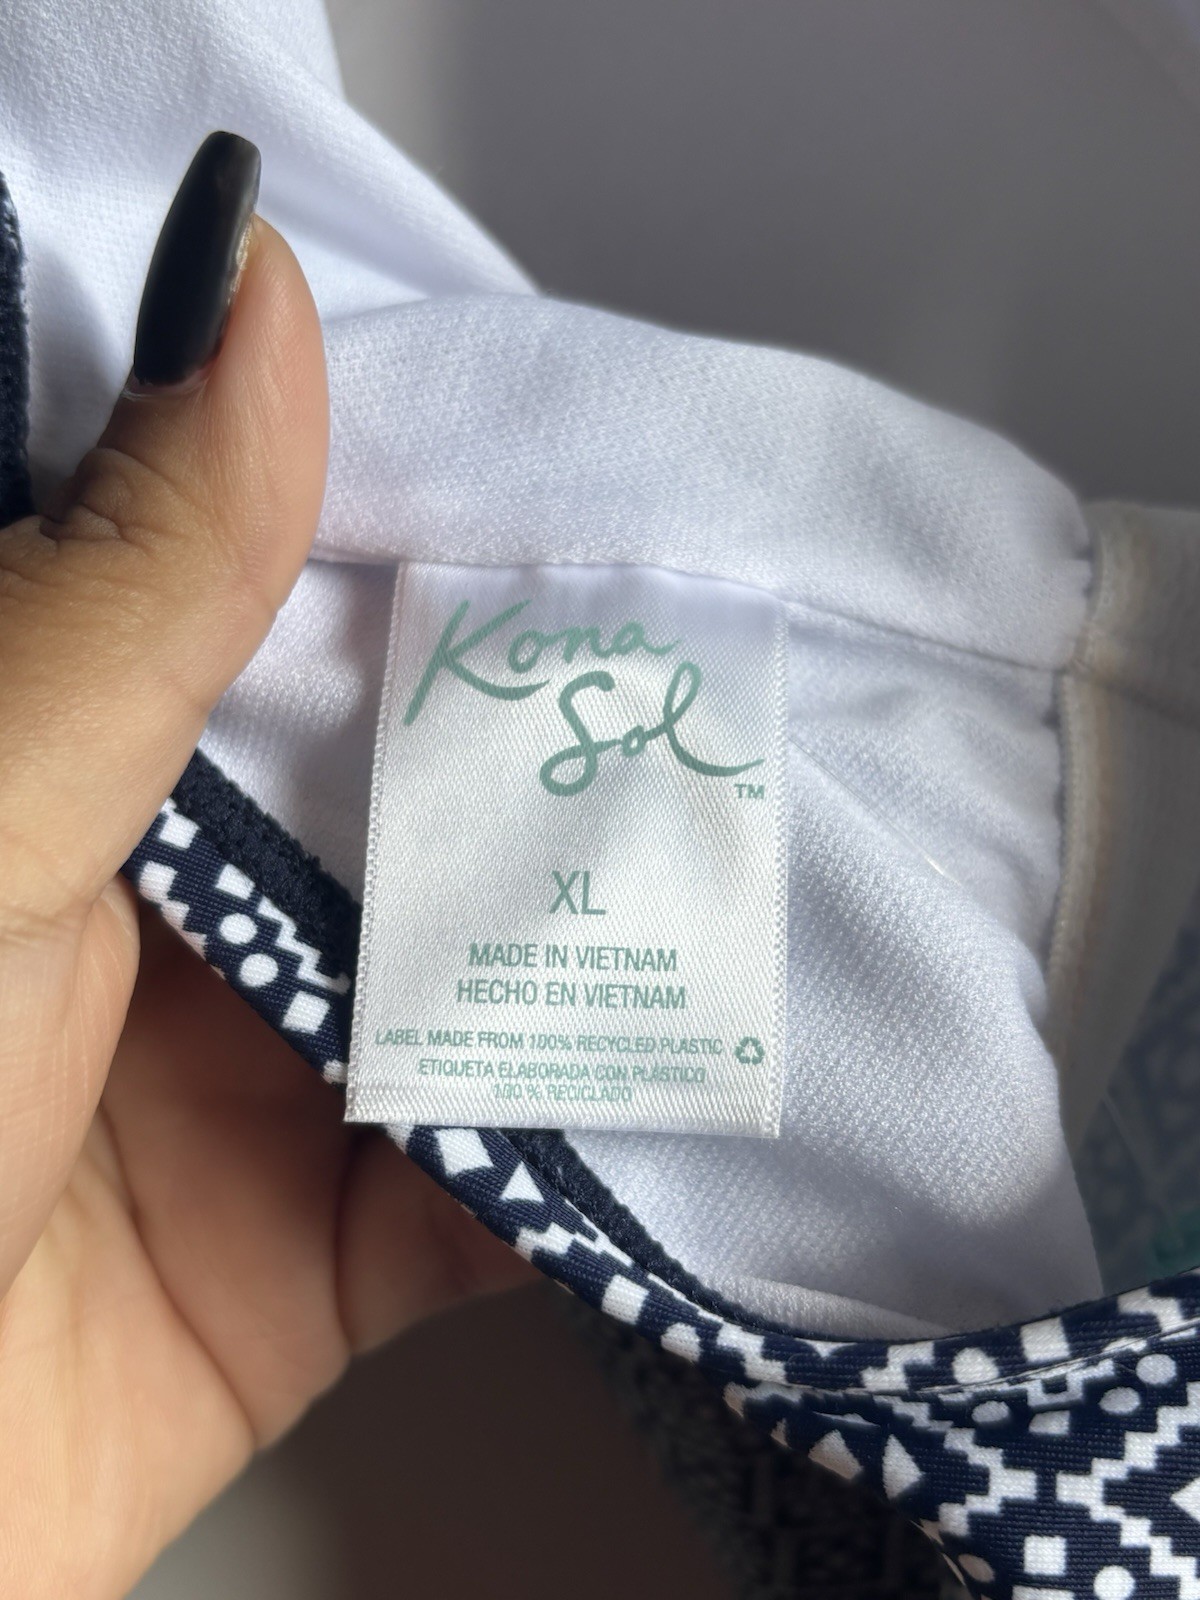 Kona
Sol
TM
XL
MADE IN VIETNAM
HECHO EN VIETNAM
LABEL MADE FROM 100% RECYCLED PLASTIC
ETIQUETA ELABORADA CON PLÁSTICO
100 % RECICLADO